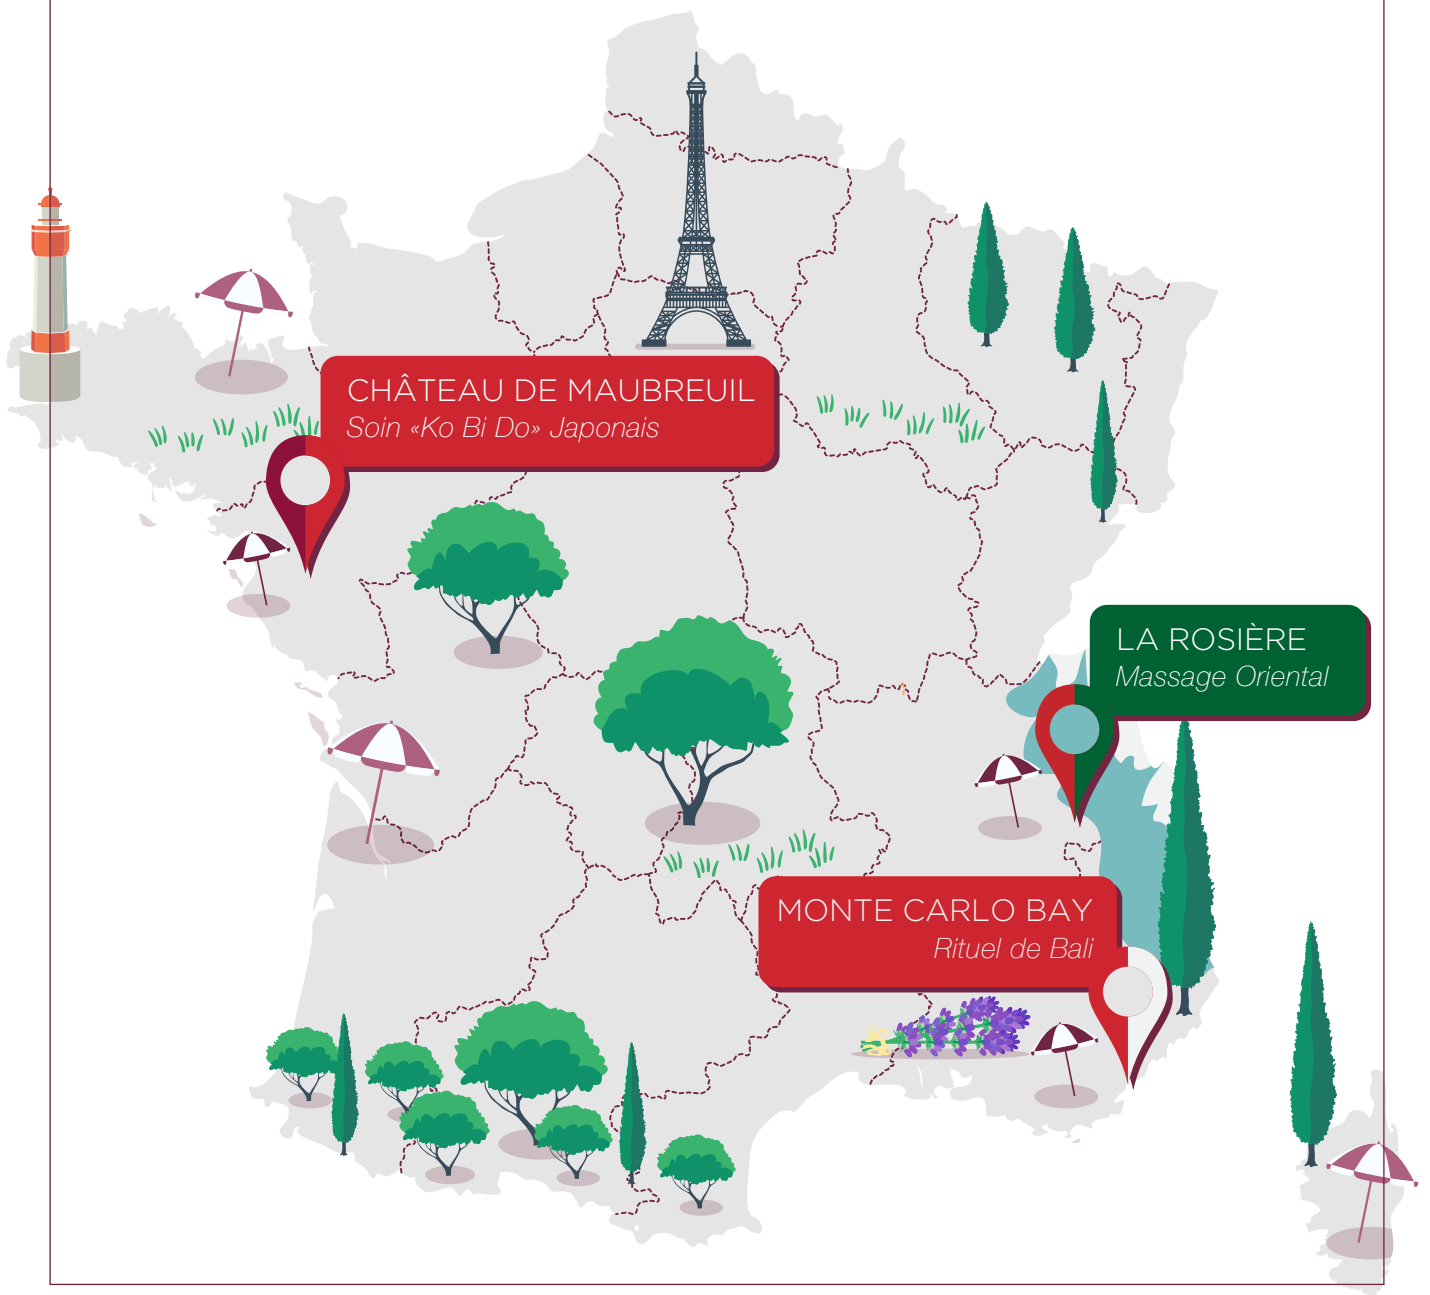 CHÂTEAU DE MAUBREUIL
Soin «Ko Bi Do» Japonais
LA ROSIÈRE
Massage Oriental
MONTE CARLO BAY
Rituel de Bali